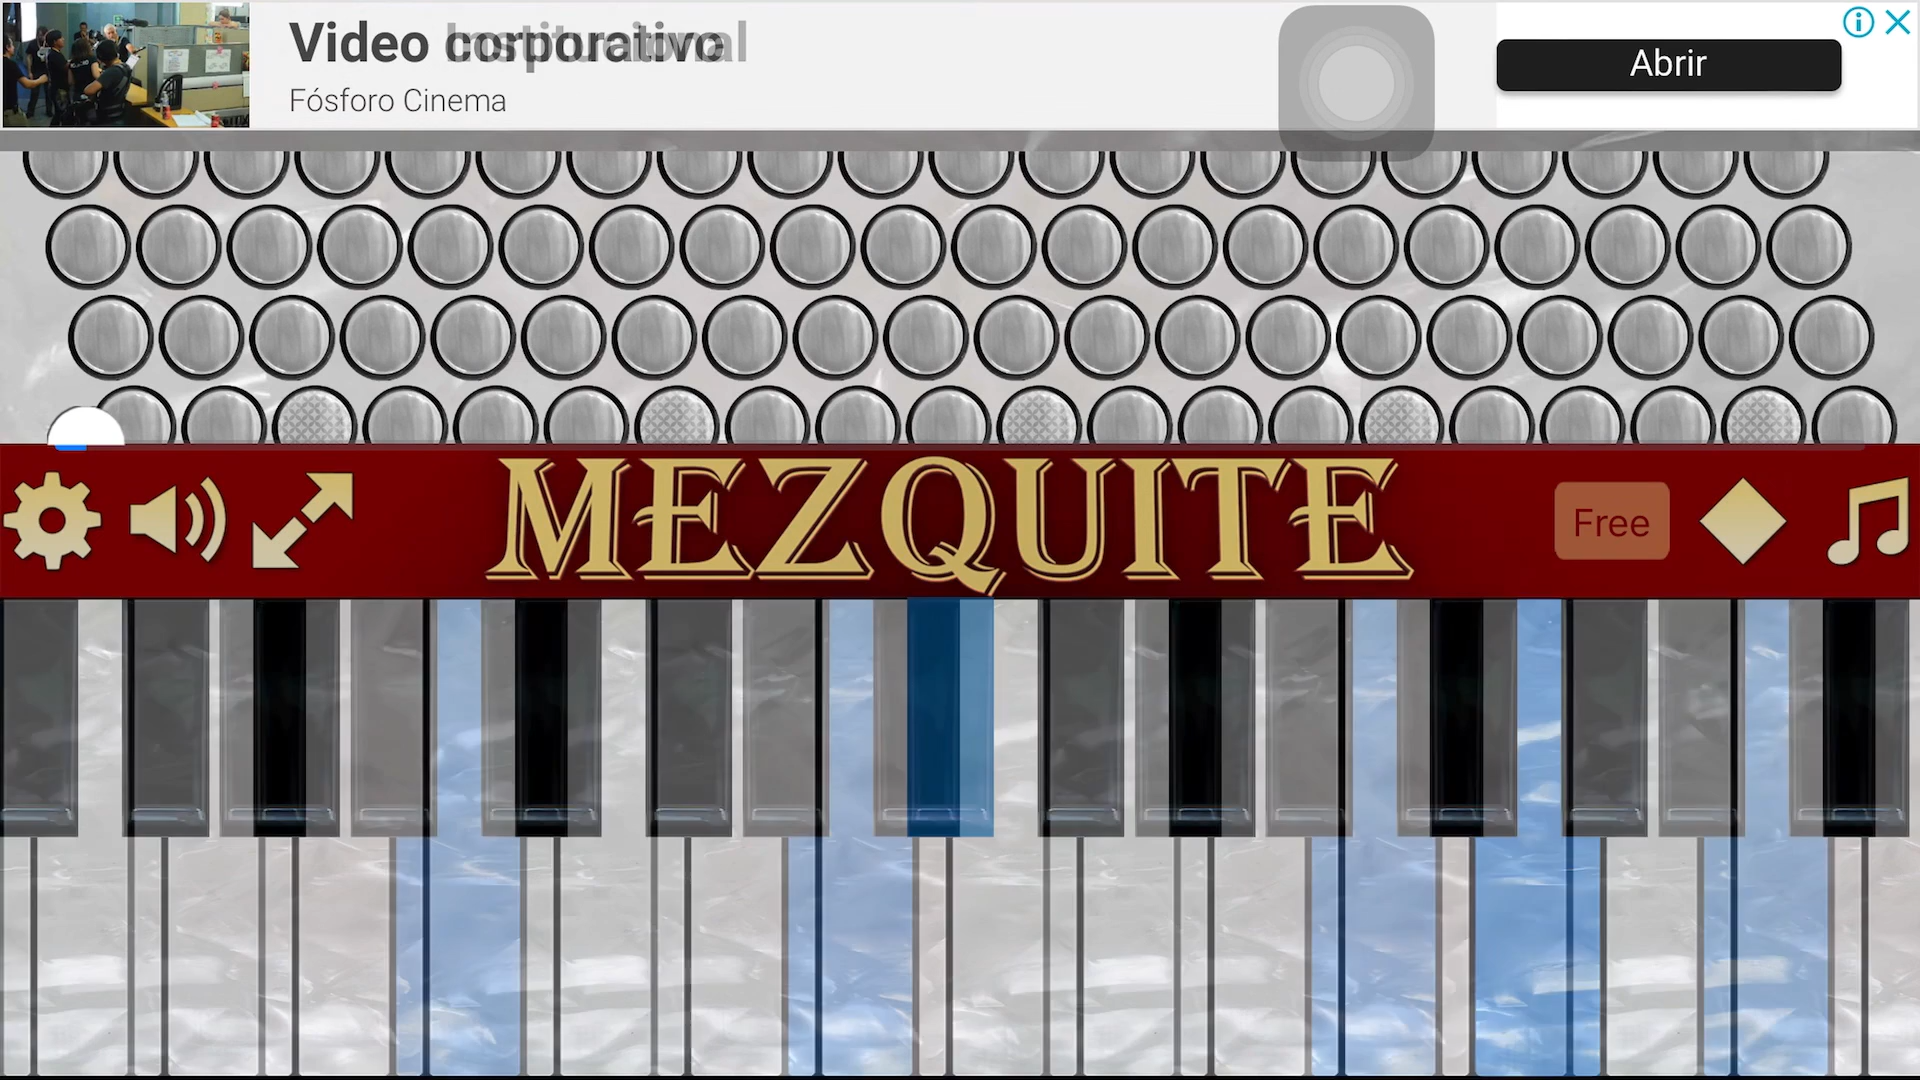 Video corporativo
Fósforo Cinema
Abrir
MEZQUITE
Free